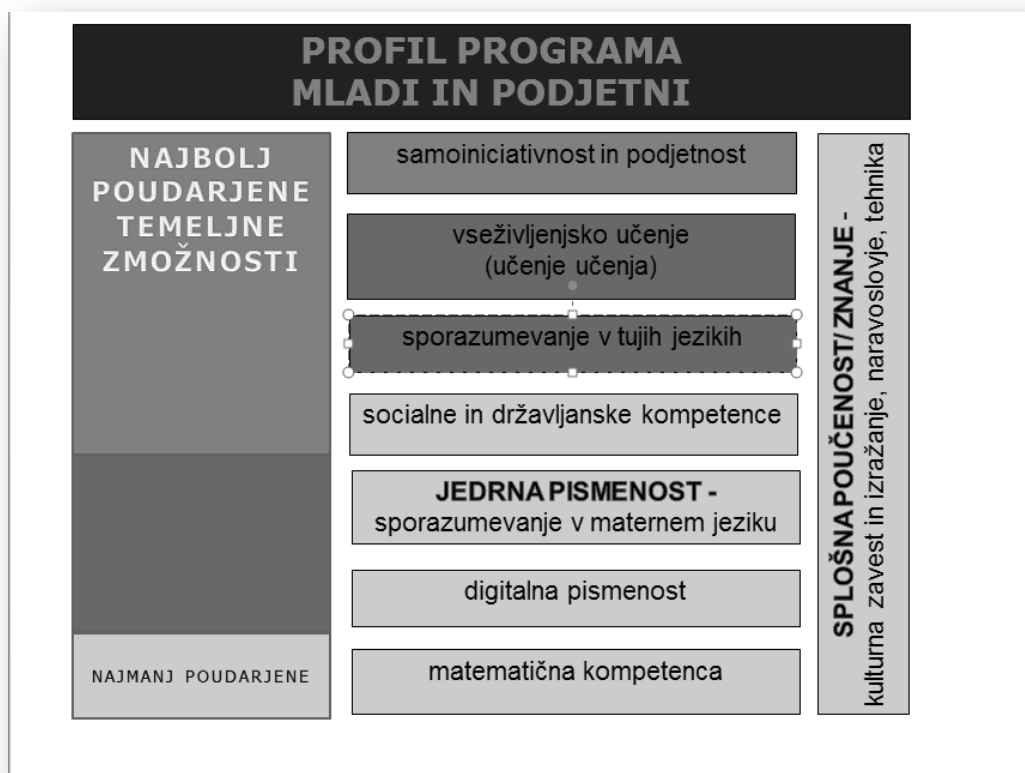 PROFIL PROGRAMA
MLADI IN PODJETNI
NAJBOLJ
POUDARJENE
TEMELJNE
ZMOŽNOSTI
NAJMANJ POUDARJENE
samoiniciativnost in podjetnost
vseživljenjsko učenje
(učenje učenja)
sporazumevanje v tujih jezikih
socialne in državljanske kompetence
JEDRNA PISMENOST -
sporazumevanje v maternem jeziku
digitalna pismenost
matematična kompetenca
SPLOŠNA POUČENOST/ ZNANJE -
kulturna zavest in izražanje, naravoslovje, tehnika